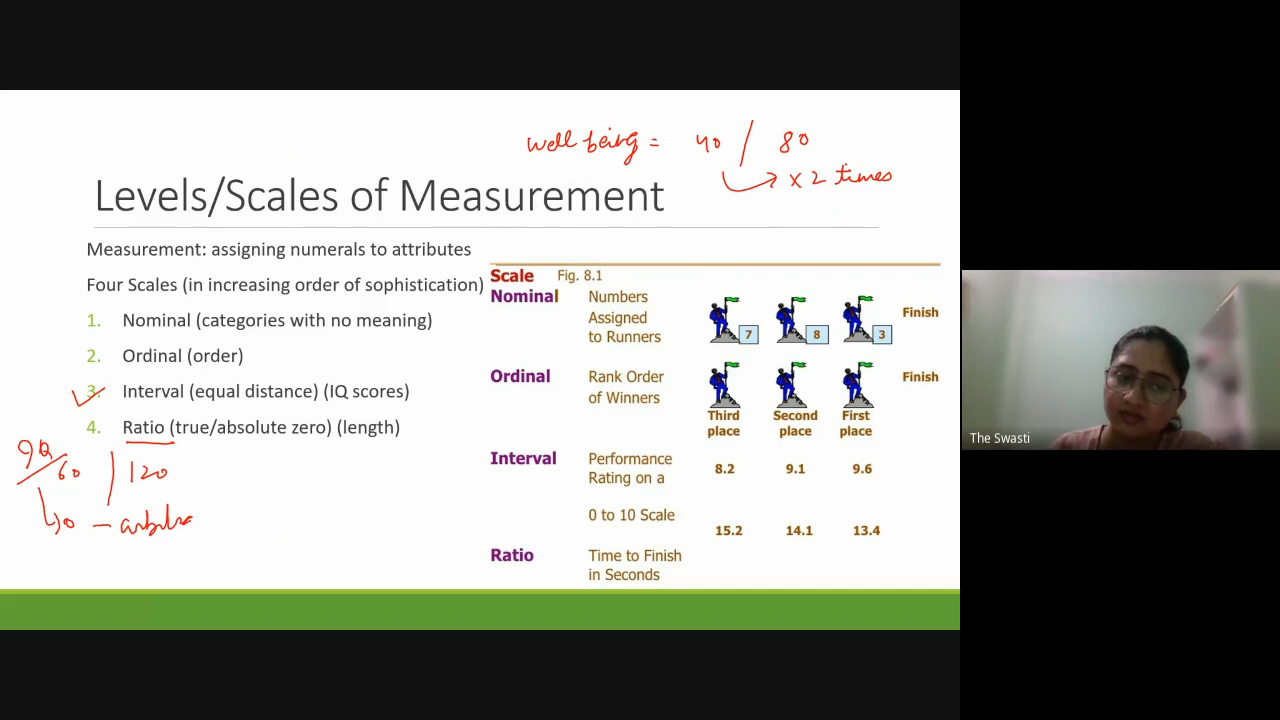 well being = 40 / 80
x 2 times
Levels/Scales of Measurement
Measurement: assigning numerals to attributes
Four Scales (in increasing order of sophistication)
1. Nominal (categories with no meaning)
2. Ordinal (order)
3. Interval (equal distance) (IQ scores)
4. Ratio (true/absolute zero) (length)
60 | 120
Scale Fig. 8.1
Nominal Numbers
Assigned
to Runners
7 8 3 Finish
Ordinal Rank Order
of Winners
Finish
Third
place
Second
place
First
place
Interval Performance
Rating on a
0 to 10 Scale
8.2 9.1 9.6
15.2 14.1 13.4
Ratio Time to Finish
in Seconds
The Swasti